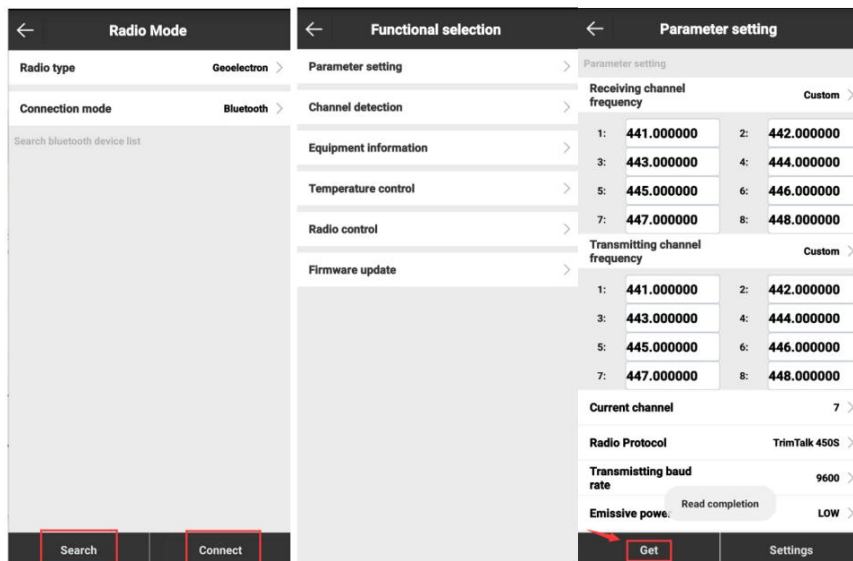 Radio Mode
Radio type Geoelectron
Connection mode Bluetooth
Search bluetooth device list
Search Connect
Functional selection
Parameter setting
Channel detection
Equipment information
Temperature control
Radio control
Firmware update
Parameter setting
Parameter setting
Receiving channel
frequency Custom
1: 441.000000 2: 442.000000
3: 443.000000 4: 444.000000
5: 445.000000 6: 446.000000
7: 447.000000 8: 448.000000
Transmitting channel
frequency Custom
1: 441.000000 2: 442.000000
3: 443.000000 4: 444.000000
5: 445.000000 6: 446.000000
7: 447.000000 8: 448.000000
Current channel 7
Radio Protocol TrimTalk 450S
Transmistting baud
rate 9600
Read completion
Emissive power LOW
Get Settings